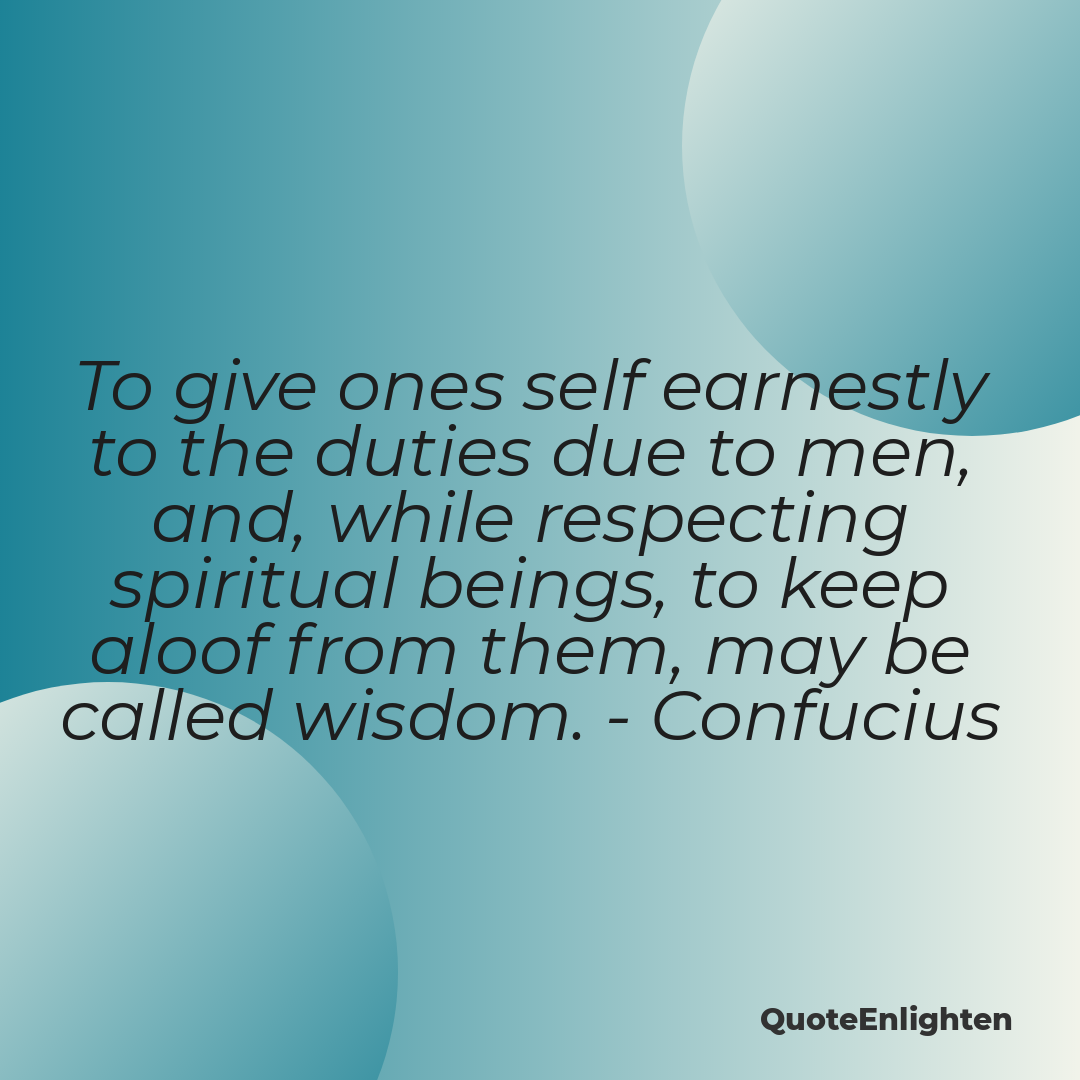 To give ones self earnestly
to the duties due to men,
and, while respecting
spiritual beings, to keep
aloof from them, may be
called wisdom. - Confucius
QuoteEnlighten